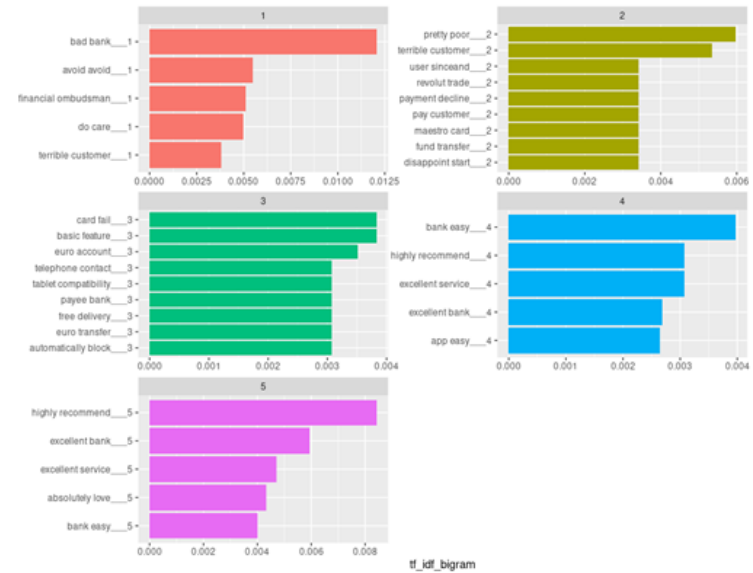 1
bad bank___1
avoid avoid___1
financial ombudsman___1
do care___1
terrible customer___1
0.0000 0.0025 0.0050 0.0075 0.0100 0.0125
2
pretty poor___2
terrible customer___2
user sinceand___2
revolut trade___2
payment decline___2
pay customer___2
maestro card___2
fund transfer___2
disappoint start___2
0.000 0.002 0.004 0.006
3
card fail___3
basic feature___3
euro account___3
telephone contact___3
tablet compatibility___3
payee bank___3
free delivery___3
euro transfer___3
automatically block___3
0.000 0.001 0.002 0.003 0.004
4
bank easy___4
highly recommend___4
excellent service___4
excellent bank___4
app easy___4
0.000 0.001 0.002 0.003 0.004
5
highly recommend___5
excellent bank___5
excellent service___5
absolutely love___5
bank easy___5
0.000 0.002 0.004 0.006 0.008
tf_idf_bigram